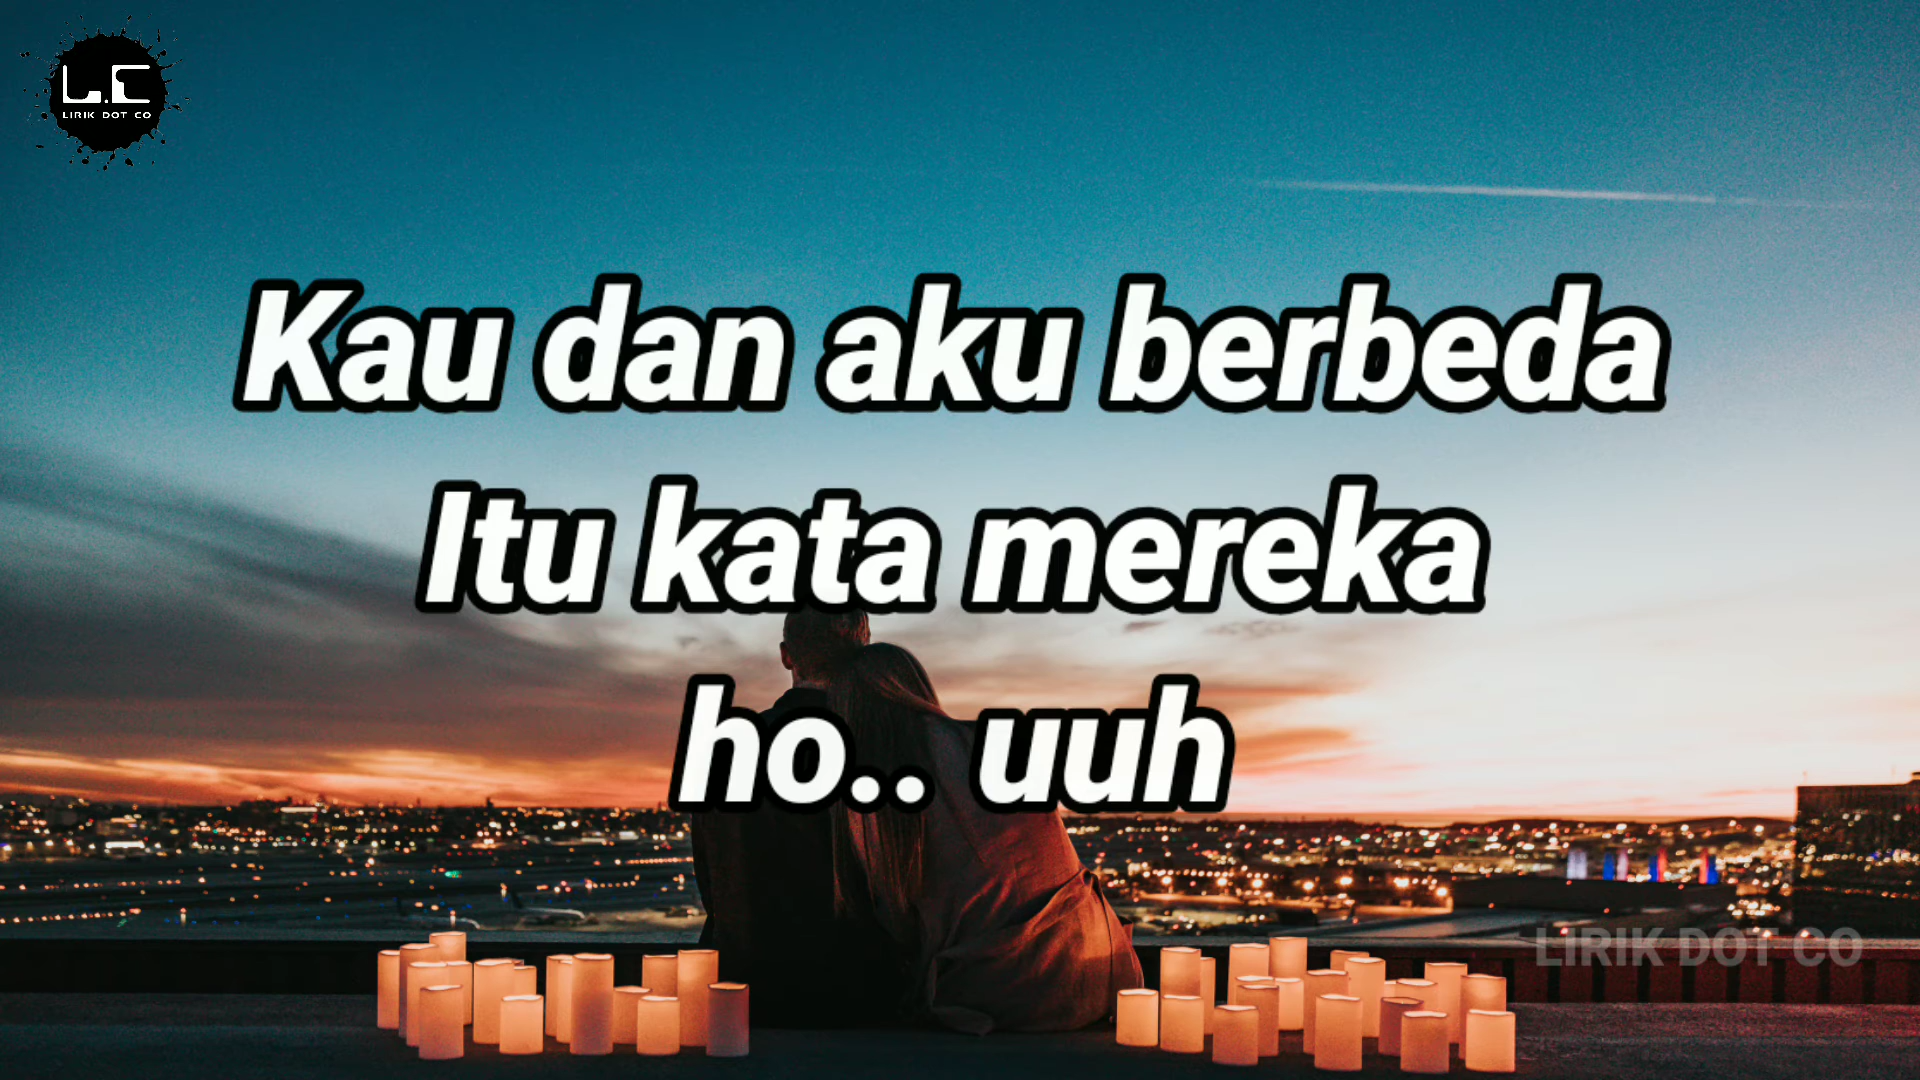 L.C
LIRIK DOT CO
Kau dan aku berbeda
Itu kata mereka
ho.. uuh
LIRIK DOT CO